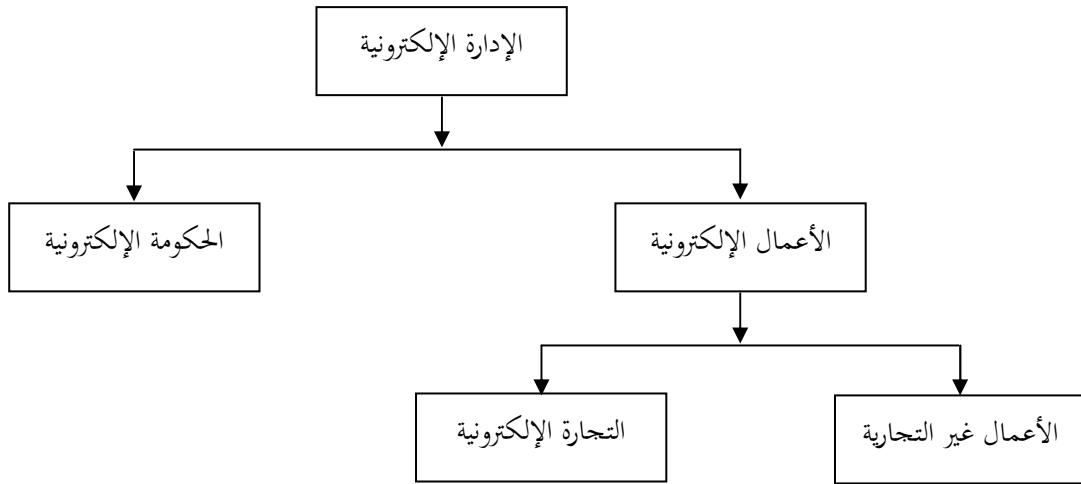 الإدارة الإلكترونية
الأعمال الإلكترونية
الحكومة الإلكترونية
الأعمال غير التجارية
التجارة الإلكترونية